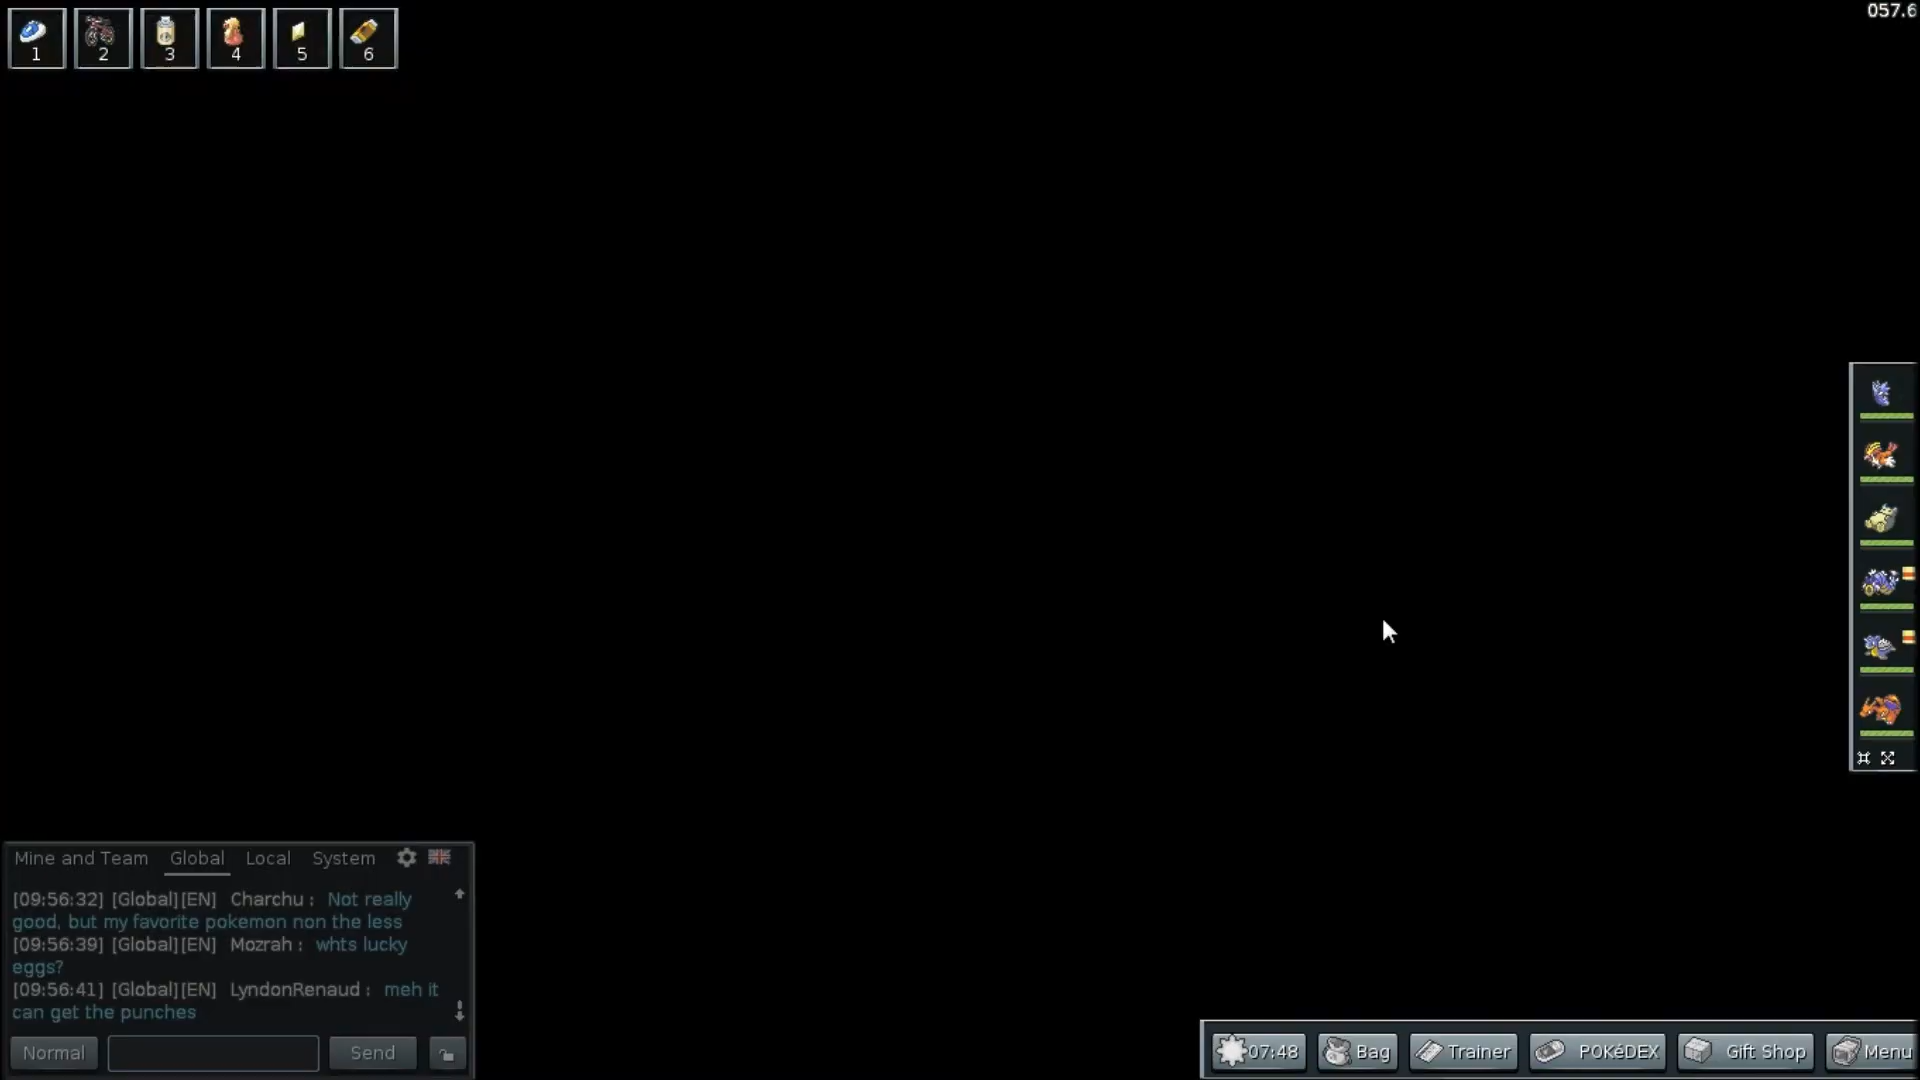 1 2 3 4 5 6
057.6
Mine and Team Global Local System
[09:56:32] [Global][EN] Charchu : Not really
good, but my favorite pokemon non the less
[09:56:39] [Global][EN] Mozrah : whts lucky
eggs?
[09:56:41] [Global][EN] LyndonRenaud : meh it
can get the punches
Normal Send
07:48 Bag Trainer POKéDEX Gift Shop Menu